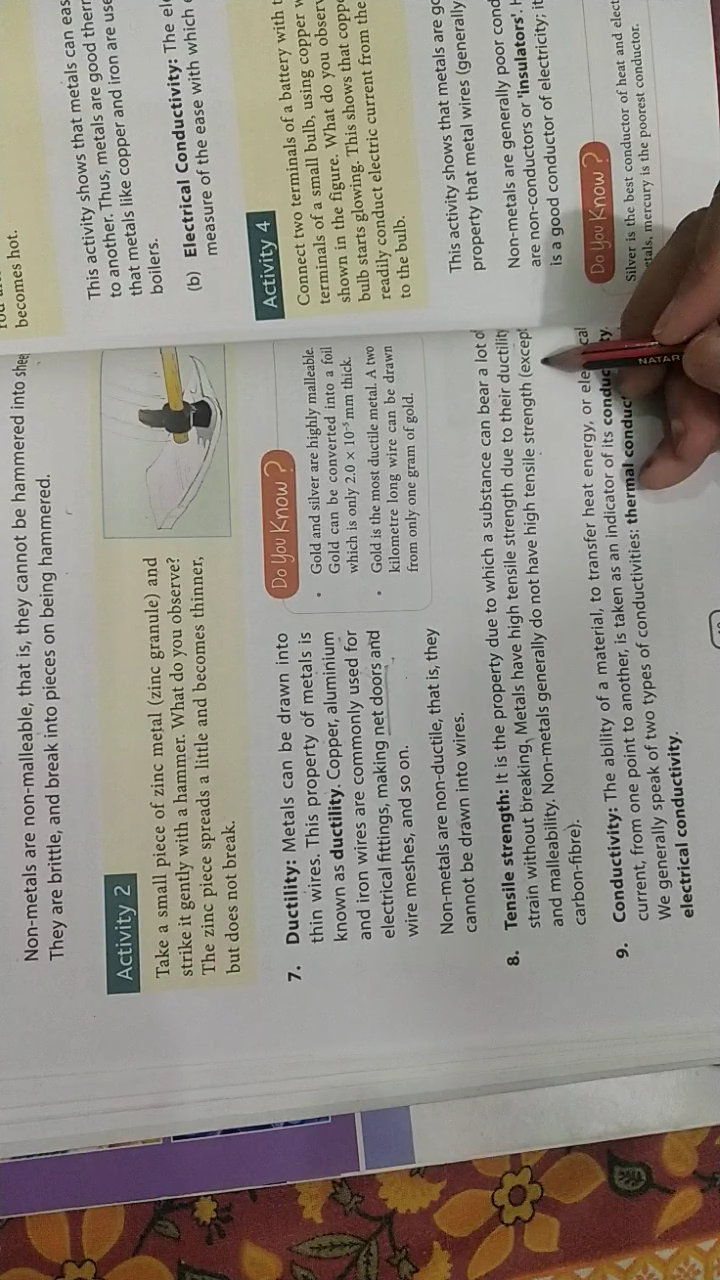 Non-metals are non-malleable, that is, they cannot be hammered into
They are brittle, and break into pieces on being hammered.
Activity 2
Take a small piece of zinc metal (zinc granule) and
strike it gently with a hammer. What do you observe?
The zinc piece spreads a little and becomes thinner,
but does not break.
7. Ductility: Metals can be drawn into
thin wires. This property of metals is
known as ductility. Copper, aluminium
and iron wires are commonly used for
electrical fittings, making net doors and
wire meshes, and so on.
Non-metals are non-ductile, that is, they
cannot be drawn into wires.
Do You Know?
• Gold and silver are highly malleable.
Gold can be converted into a foil
which is only 2.0 × 10⁻⁵ mm thick.
• Gold is the most ductile metal. A two
kilometre long wire can be drawn
from only one gram of gold.
8. Tensile strength: It is the property due to which a substance can bear a lot
strain without breaking. Metals have high tensile strength due to their ductility
and malleability. Non-metals generally do not have high tensile strength (except
carbon-fibre).
9. Conductivity: The ability of a material, to transfer heat energy, or
current, from one point to another, is taken as an indicator of its
We generally speak of two types of conductivities: thermal
electrical conductivity.
becomes hot.
This activity shows that metals can
to another. Thus, metals are good
that metals like copper and iron are
boilers.
(b) Electrical Conductivity: The
measure of the ease with which
Activity 4
Connect two terminals of a battery with
terminals of a small bulb, using copper
shown in the figure. What do you
bulb starts glowing. This shows that
readily conduct electric current from the
to the bulb.
This activity shows that metals are
property that metal wires (generally
Non-metals are generally poor
are non-conductors or 'insulators'.
is a good conductor of electricity;
Do You Know?
Silver is the best conductor of heat and
mercury is the poorest conductor.
NATAR